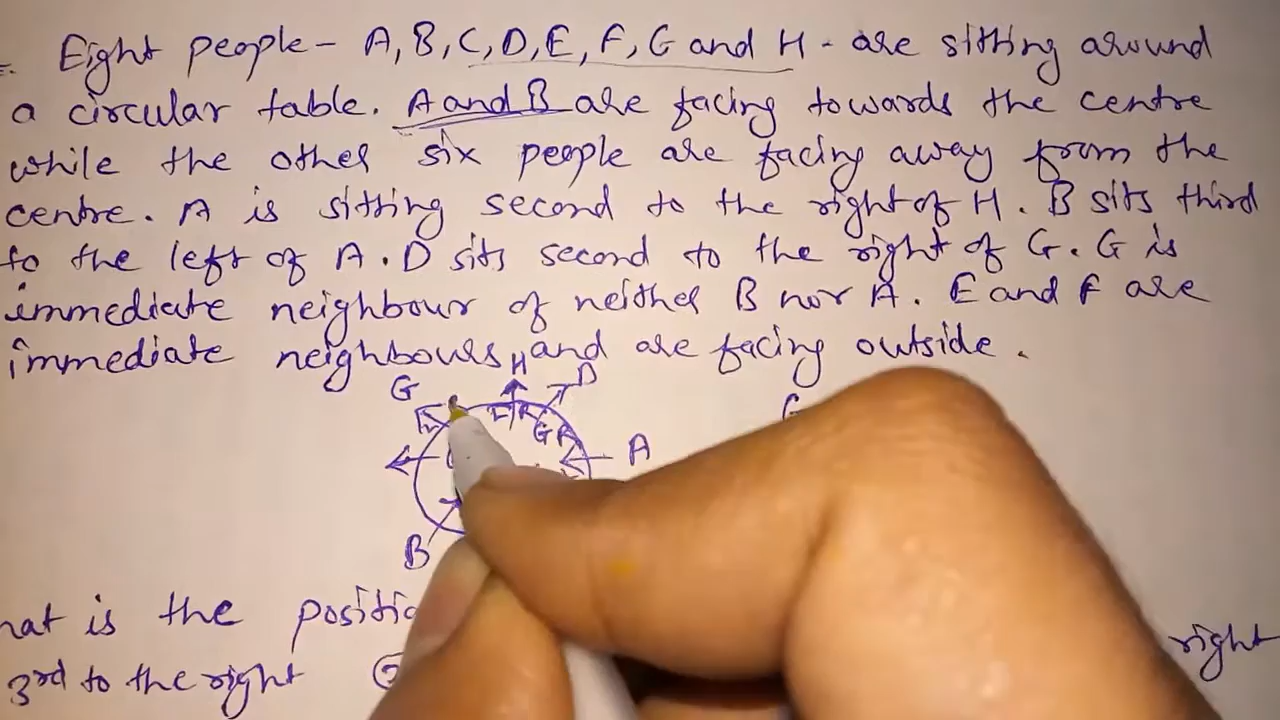 Eight people - A, B, C, D, E, F, G and H - are sitting around
a circular table. A and B are facing towards the centre
while the other six people are facing away from the
centre. A is sitting second to the right of H. B sits third
to the left of A. D sits second to the right of G. G is
immediate neighbour of neither B nor A. E and F are
immediate neighbours and are facing outside.
H
G
D
L R
G R
A
B
is the
right
3rd to the right